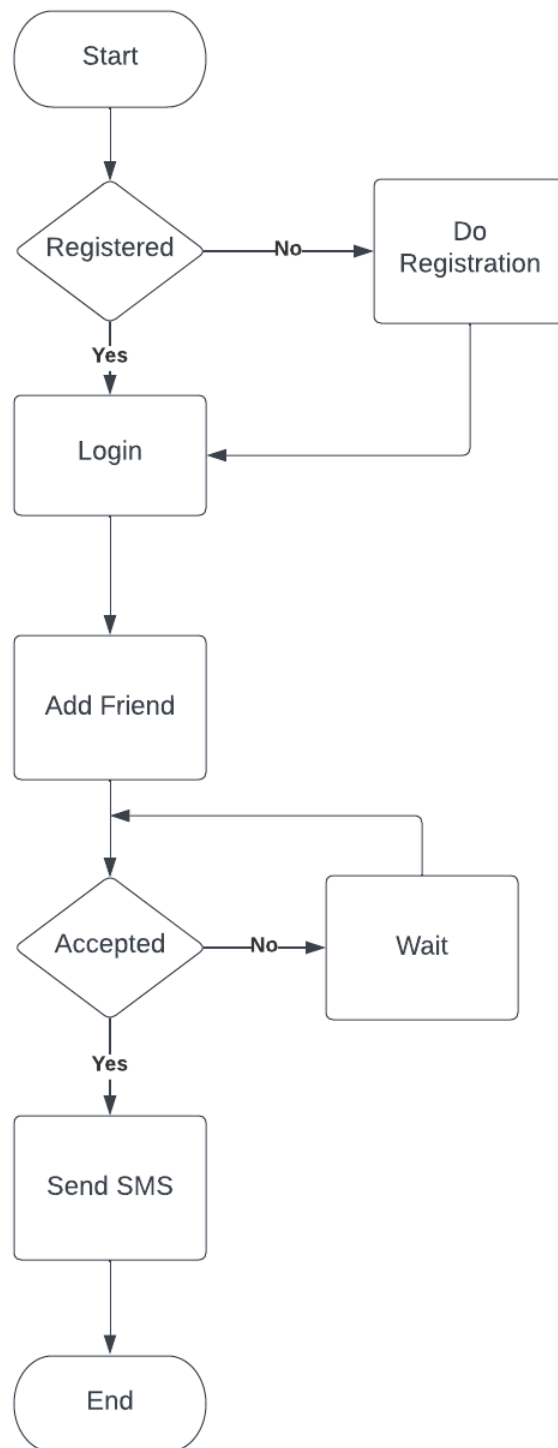 Start
Registered
No
Do
Registration
Yes
Login
Add Friend
Accepted
No
Wait
Yes
Send SMS
End